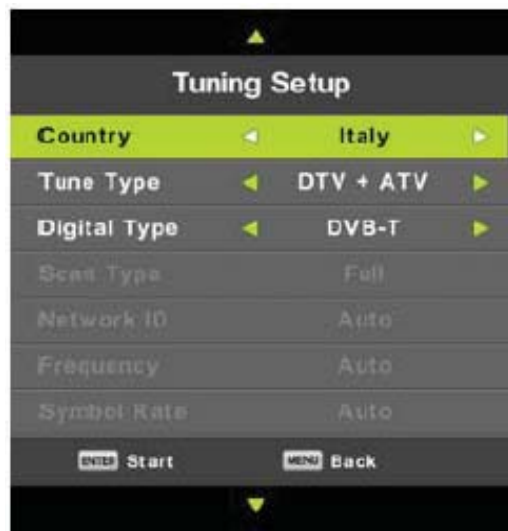 Tuning Setup
Country Italy
Tune Type DTV + ATV
Digital Type DVB-T
Scan Type Full
Network ID Auto
Frequency Auto
Symbol Rate Auto
ENTER Start MENU Back